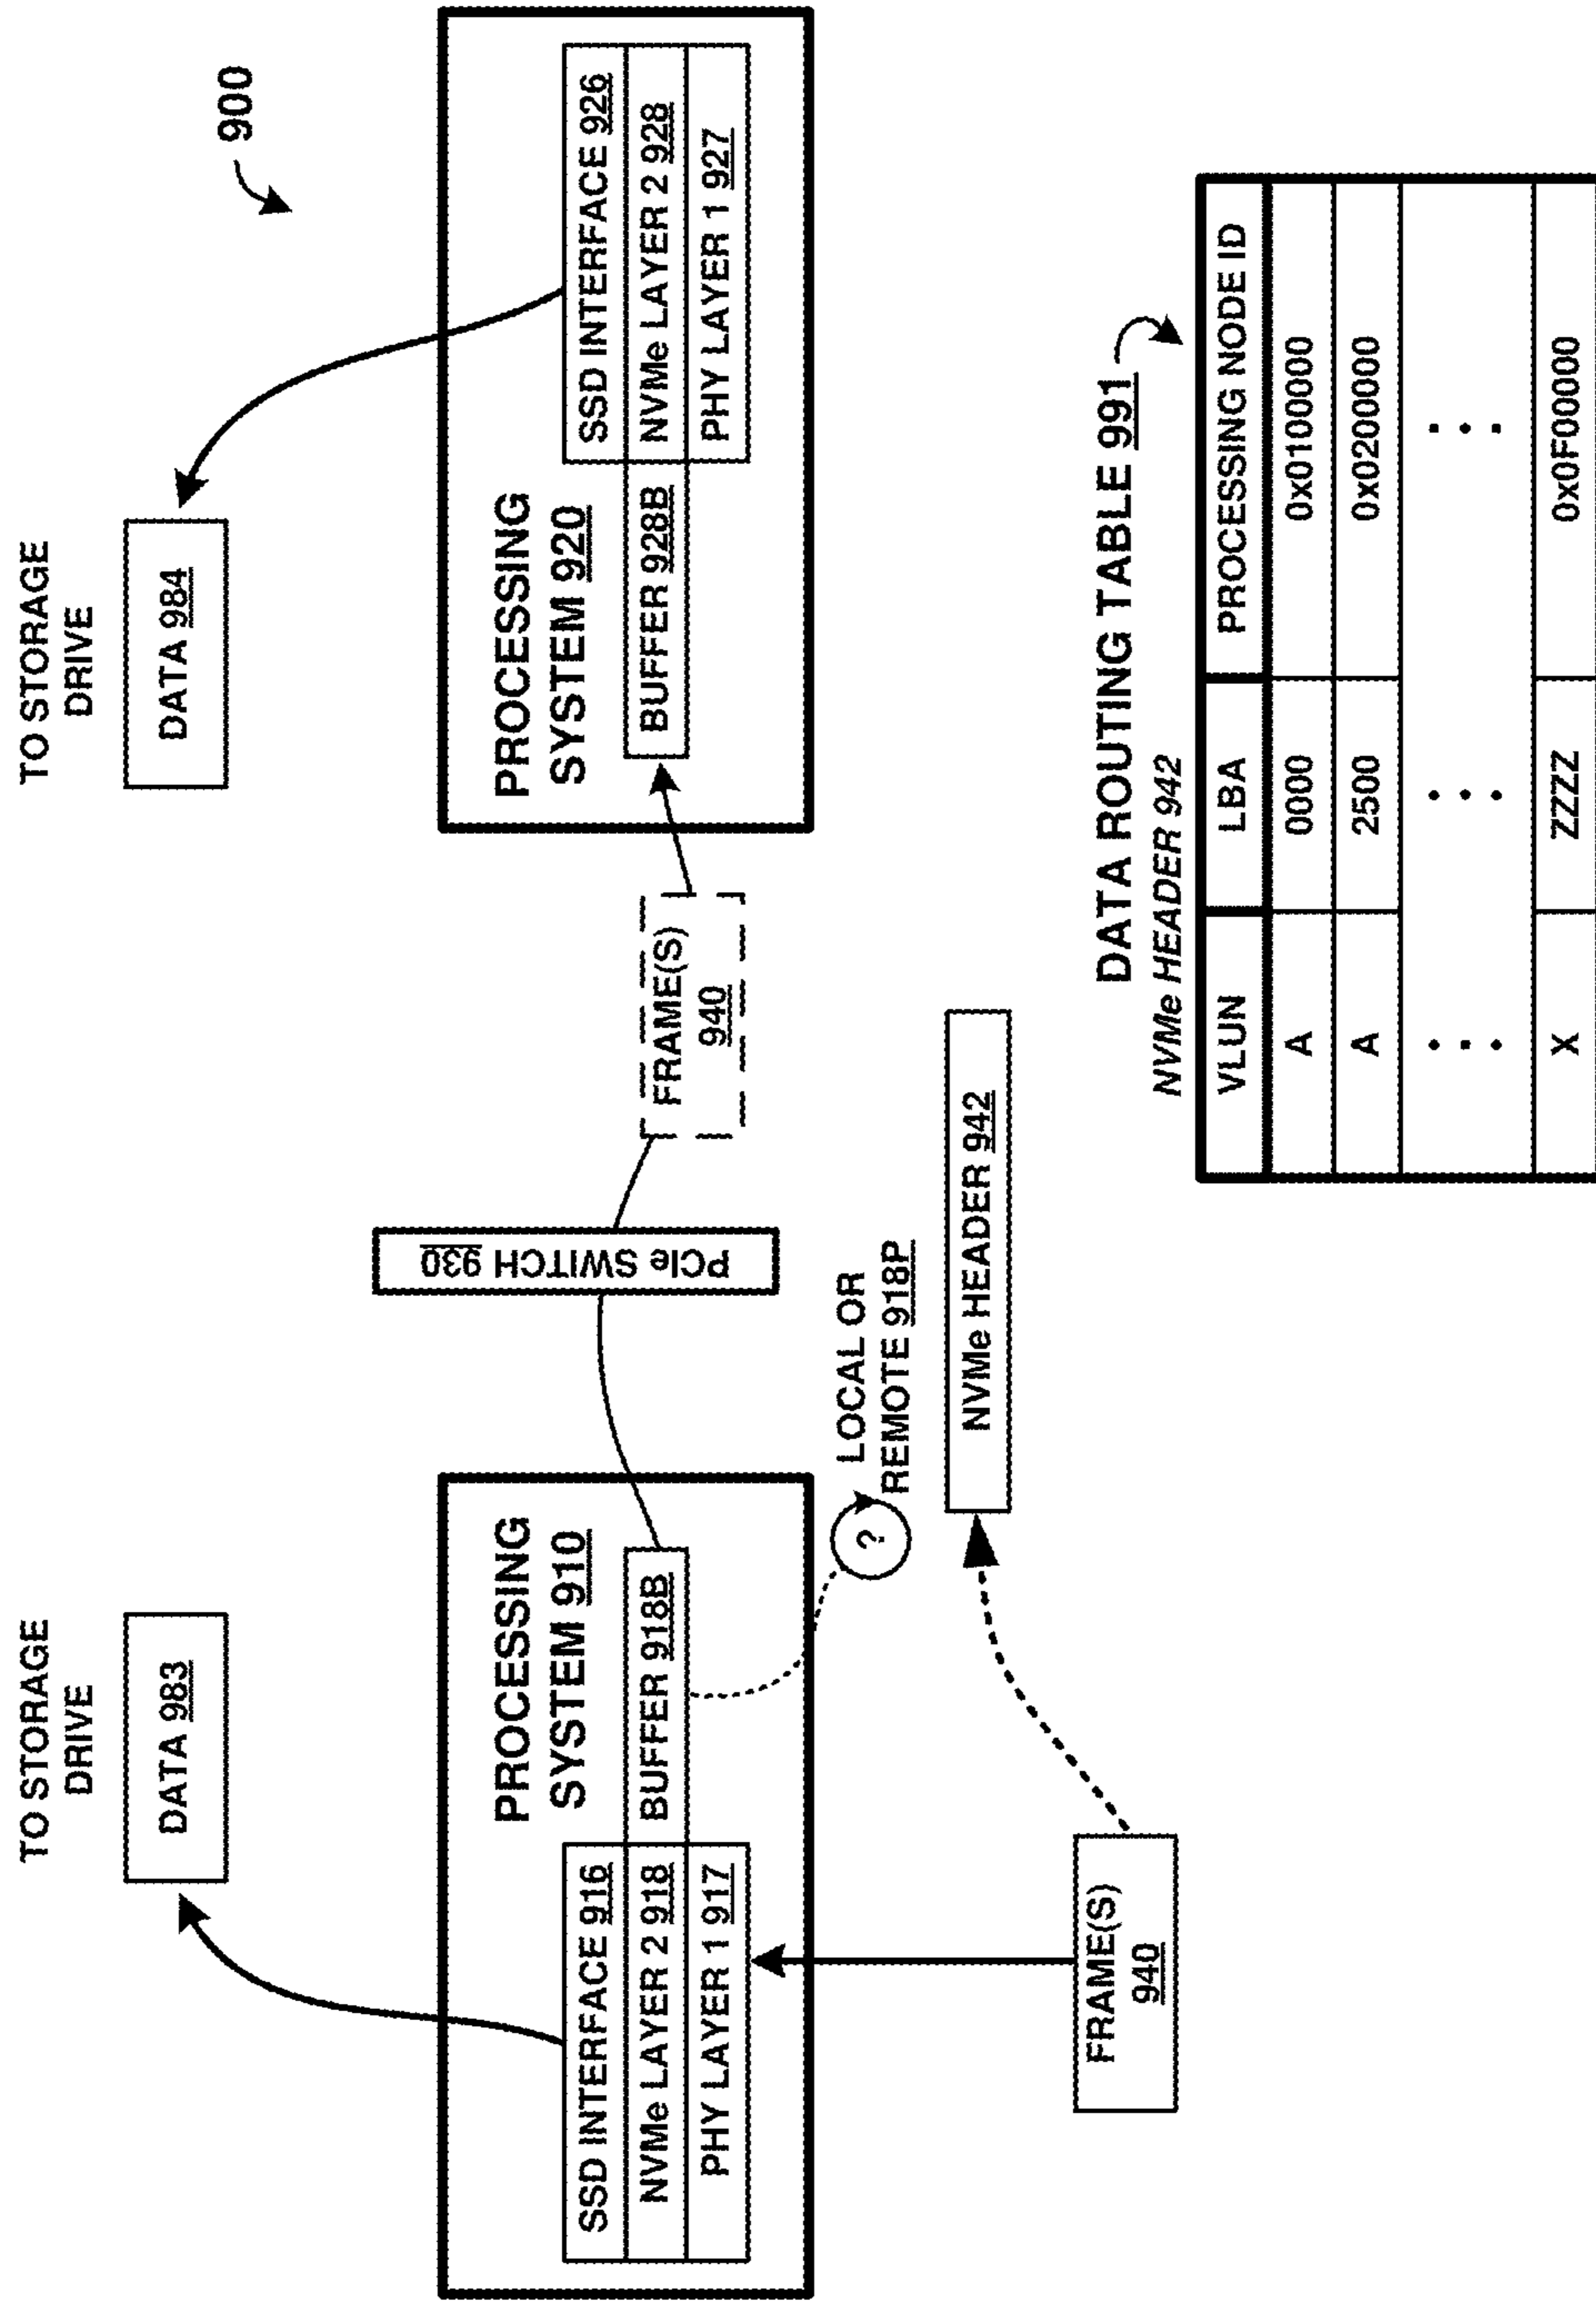 900
TO STORAGE
DRIVE
DATA 983
TO STORAGE
DRIVE
DATA 984
PROCESSING
SYSTEM 910
SSD INTERFACE 916
NVMe LAYER 2 918
BUFFER 918B
PHY LAYER 1 917
PCIe SWITCH 930
FRAME(S)
940
PROCESSING
SYSTEM 920
BUFFER 928B
SSD INTERFACE 926
NVMe LAYER 2 928
PHY LAYER 1 927
?
LOCAL OR
REMOTE 918P
NVMe HEADER 942
FRAME(S)
940
DATA ROUTING TABLE 991
NVMe HEADER 942
VLUN LBA PROCESSING NODE ID
A 0000 0x0100000
A 2500 0x0200000
X ZZZZ 0x0F00000